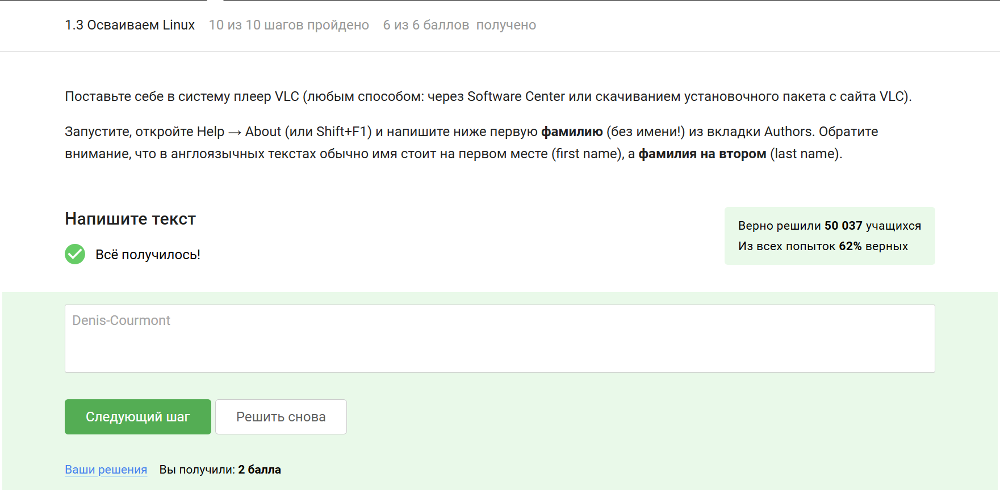 1.3 Осваиваем Linux 10 из 10 шагов пройдено 6 из 6 баллов получено
Поставьте себе в систему плеер VLC (любым способом: через Software Center или скачиванием установочного пакета с сайта VLC).
Запустите, откройте Help → About (или Shift+F1) и напишите ниже первую фамилию (без имени!) из вкладки Authors. Обратите
внимание, что в англоязычных текстах обычно имя стоит на первом месте (first name), а фамилия на втором (last name).
Напишите текст
Всё получилось!
Верно решили 50 037 учащихся
Из всех попыток 62% верных
Denis-Courmont
Следующий шаг Решить снова
Ваши решения Вы получили: 2 балла